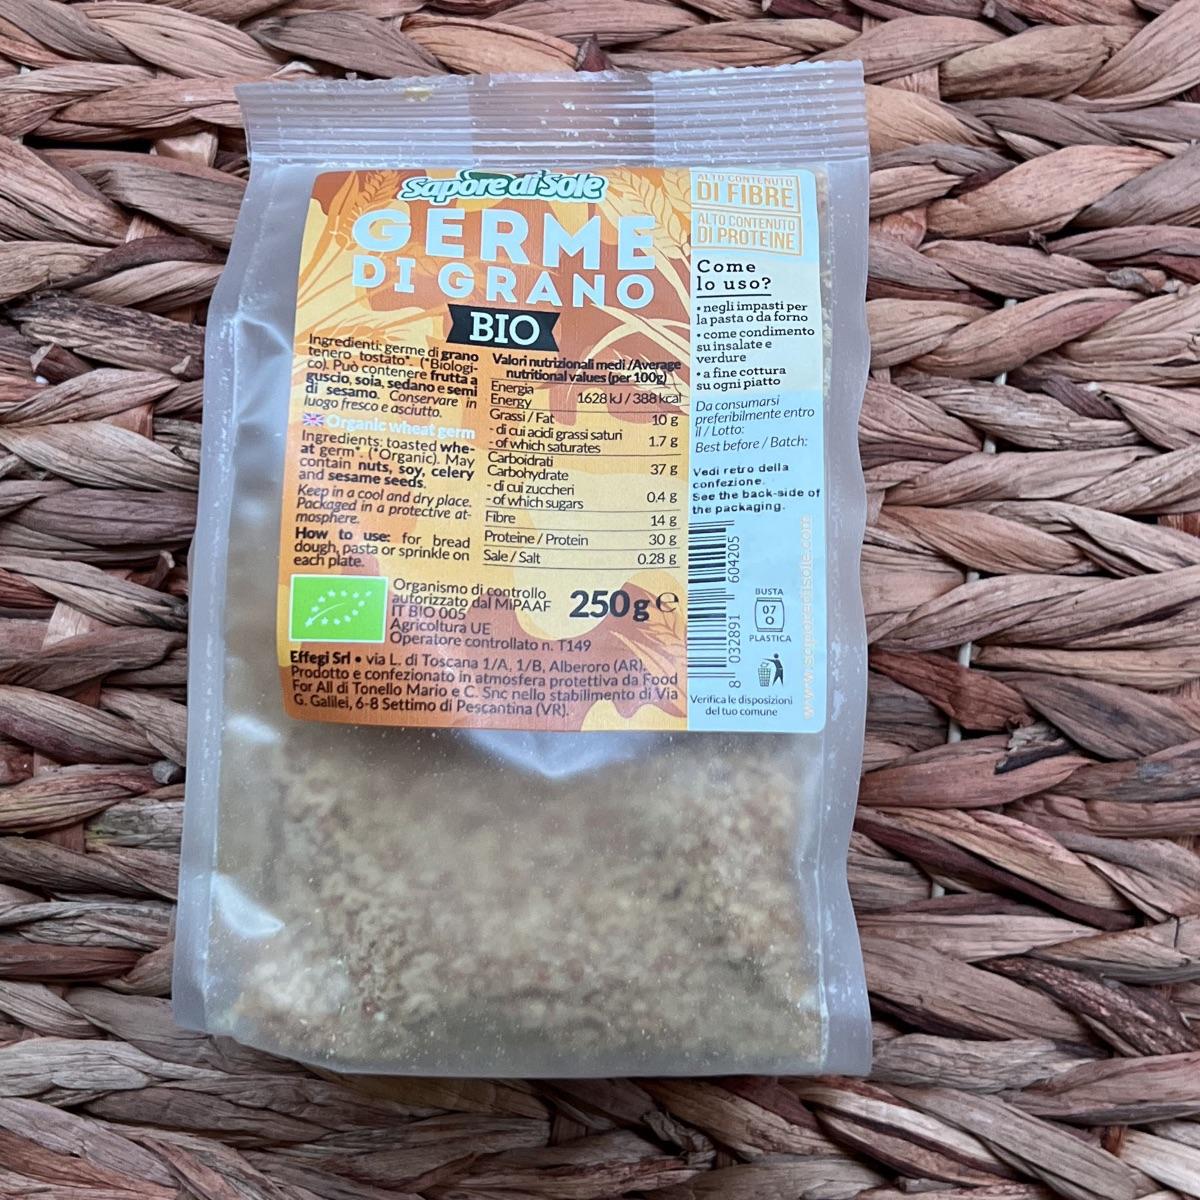 Sapore di Sole
GERME
DI GRANO
BIO
Ingredienti: germe di grano
tenero tostato*. (*Biologi-
co). Può contenere frutta a
guscio, soia, sedano e semi
di sesamo. Conservare in
luogo fresco e asciutto.
Organic wheat germ
Ingredients: toasted whe-
at germ*. (*Organic). May
contain nuts, soy, celery
and sesame seeds.
Keep in a cool and dry place.
Packaged in a protective at-
mosphere.
How to use: for bread
dough, pasta or sprinkle on
each plate.
Valori nutrizionali medi /Average
nutritional values (per 100g)
Energia
Energy 1628 kJ / 388 kcal
Grassi / Fat 10 g
- di cui acidi grassi saturi
- of which saturates 1.7 g
Carboidrati
Carbohydrate 37 g
- di cui zuccheri
- of which sugars 0.4 g
Fibre 14 g
Proteine / Protein 30 g
Sale / Salt 0.28 g
Organismo di controllo
autorizzato dal MiPAAF
IT BIO 005
Agricoltura UE
Operatore controllato n. T149
250g e
Effegi Srl • via L. di Toscana 1/A, 1/B, Alberoro (AR).
Prodotto e confezionato in atmosfera protettiva da Food
For All di Tonello Mario e C. Snc nello stabilimento di Via
G. Galilei, 6-8 Settimo di Pescantina (VR).
ALTO CONTENUTO
DI FIBRE
ALTO CONTENUTO
DI PROTEINE
Come
lo uso?
• negli impasti per
la pasta o da forno
• come condimento
su insalate e
verdure
• a fine cottura
su ogni piatto
Da consumarsi
preferibilmente entro
il / Lotto:
Best before / Batch:
Vedi retro della
confezione.
See the back-side of
the packaging.
8 032891 604205
BUSTA
07
O
PLASTICA
Verifica le disposizioni
del tuo comune
www.saporedisole.com